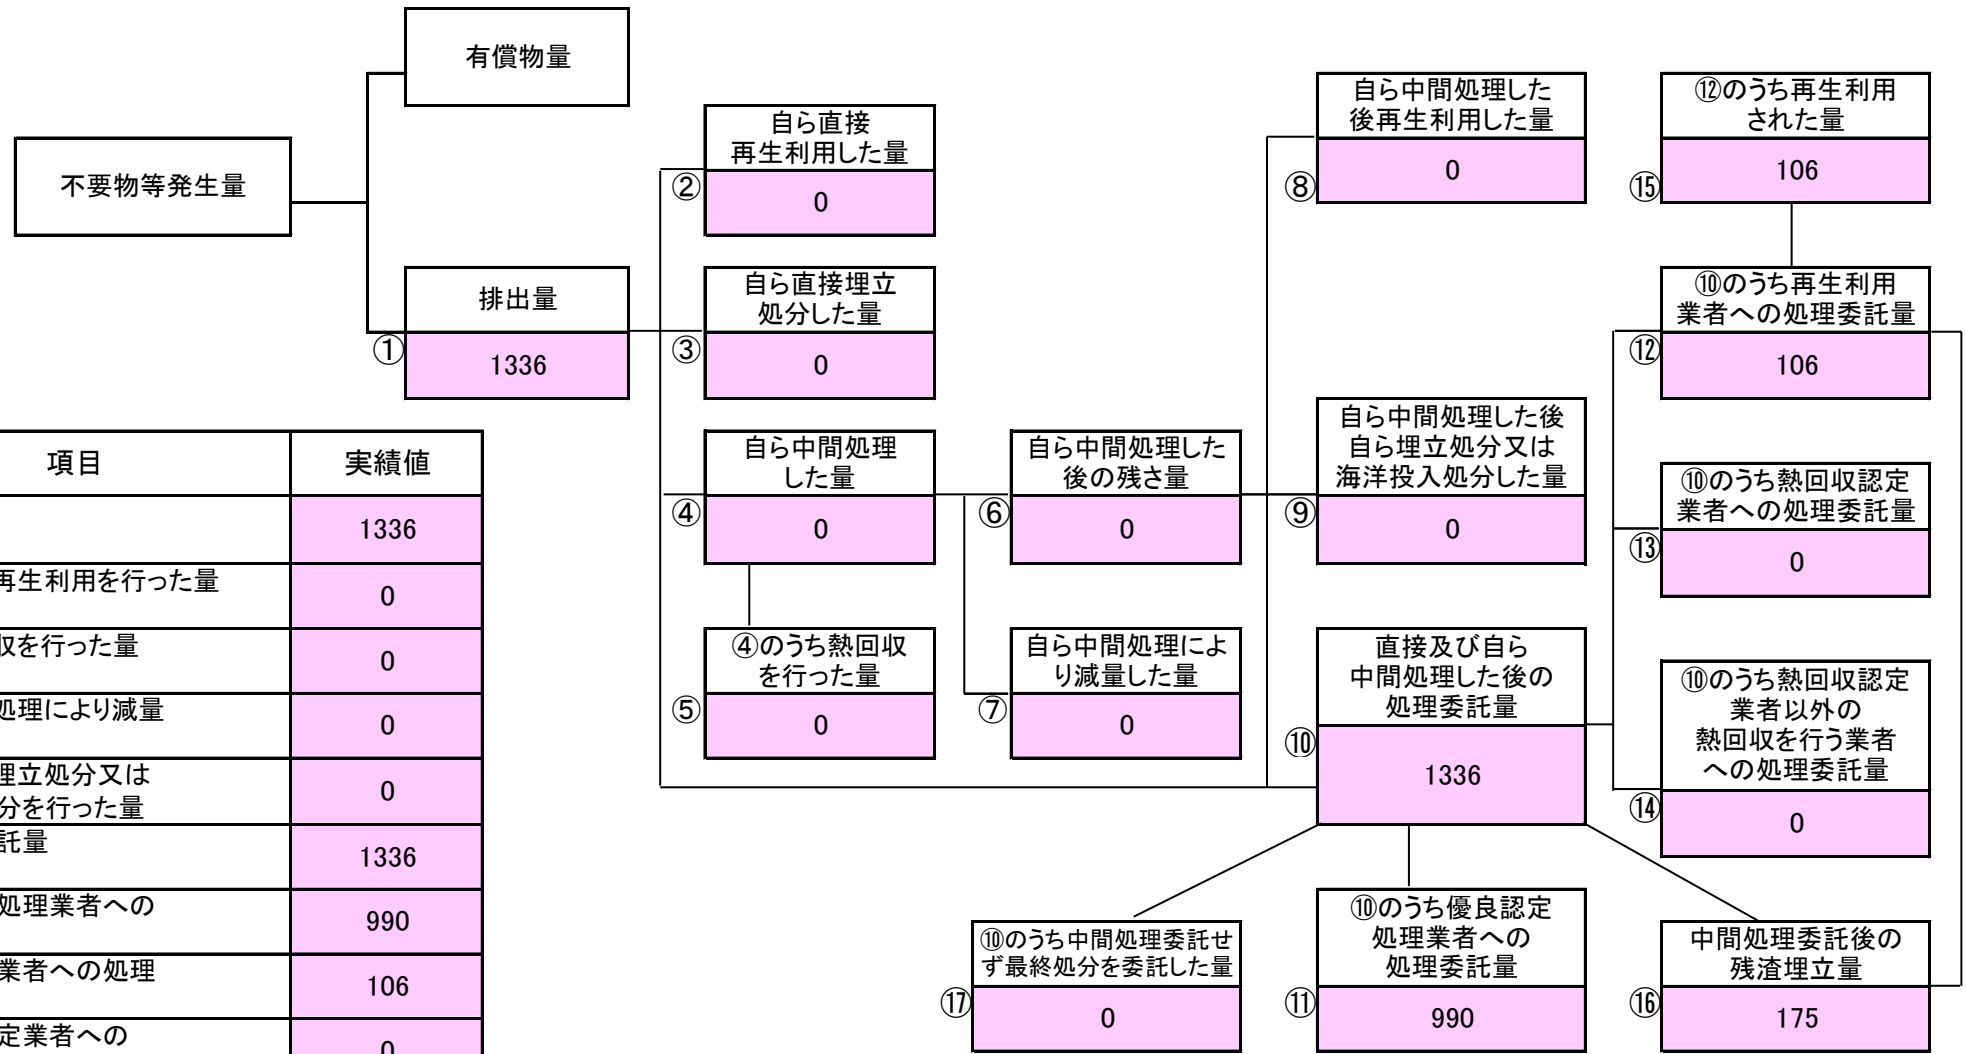 有償物量
不要物等発生量
排出量
①
1336
自ら直接
再生利用した量
②
0
自ら直接埋立
処分した量
③
0
自ら中間処理
した量
④
0
④のうち熱回収
を行った量
⑤
0
自ら中間処理した
後の残さ量
⑥
0
自ら中間処理によ
り減量した量
⑦
0
自ら中間処理した
後再生利用した量
⑧
0
自ら中間処理した後
自ら埋立処分又は
海洋投入処分した量
⑨
0
直接及び自ら
中間処理した後の
処理委託量
⑩
1336
⑫のうち再生利用
された量
⑮
106
⑩のうち再生利用
業者への処理委託量
⑫
106
⑩のうち熱回収認定
業者への処理委託量
⑬
0
⑩のうち熱回収認定
業者以外の
熱回収を行う業者
への処理委託量
⑭
0
⑩のうち中間処理委託せ
ず最終処分を委託した量
⑰
0
⑩のうち優良認定
処理業者への
処理委託量
⑪
990
中間処理委託後の
残渣埋立量
⑯
175
項目 実績値
1336
再生利用を行った量
0
収を行った量
0
処理により減量
0
埋立処分又は
分を行った量
0
託量
1336
処理業者への
990
業者への処理
106
定業者への
0